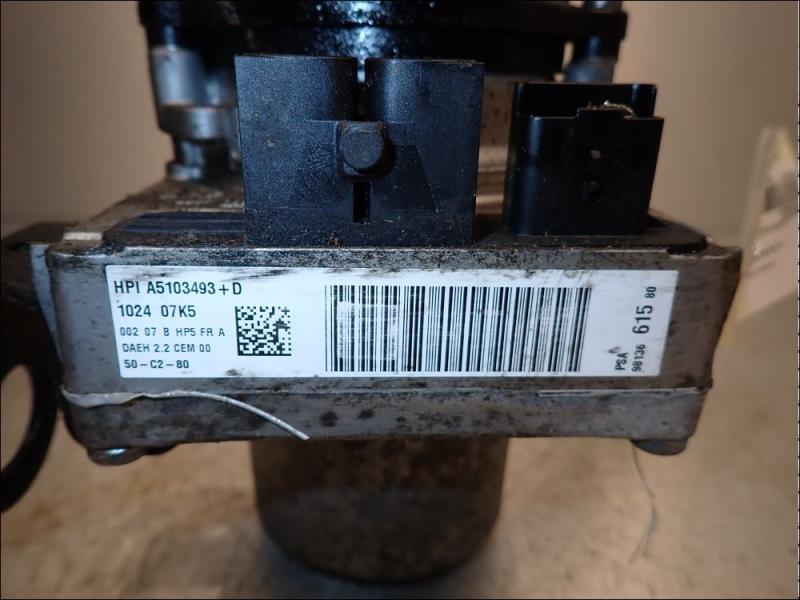 HPI A5103493+D
1024 07K5
002 07 B HP5 FR A
DAEH 2.2 CEM 00
50-C2-80
PSA
98136 615 80